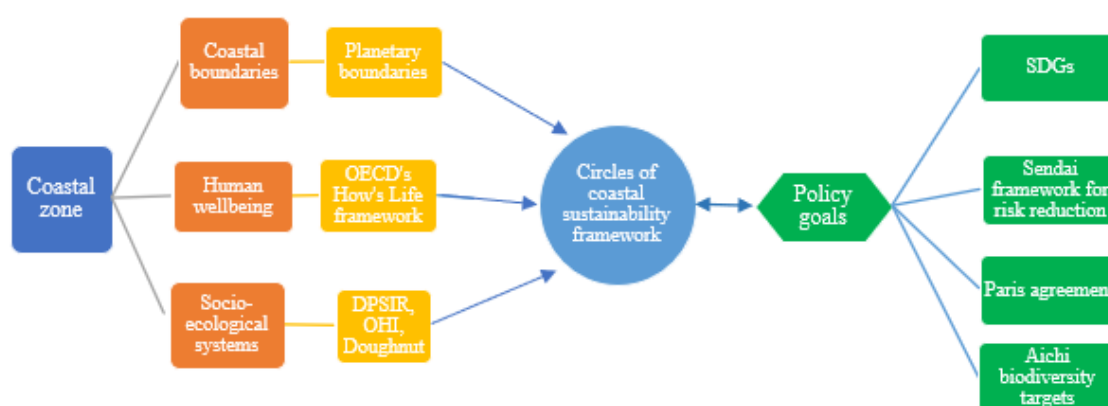 Coastal
zone
Coastal
boundaries
Human
wellbeing
Socio-
ecological
systems
Planetary
boundaries
OECD's
How's Life
framework
DPSIR,
OHI,
Doughnut
Circles of
coastal
sustainability
framework
Policy
goals
SDGs
Sendai
framework for
risk reduction
Paris agreemen
Aichi
biodiversity
targets